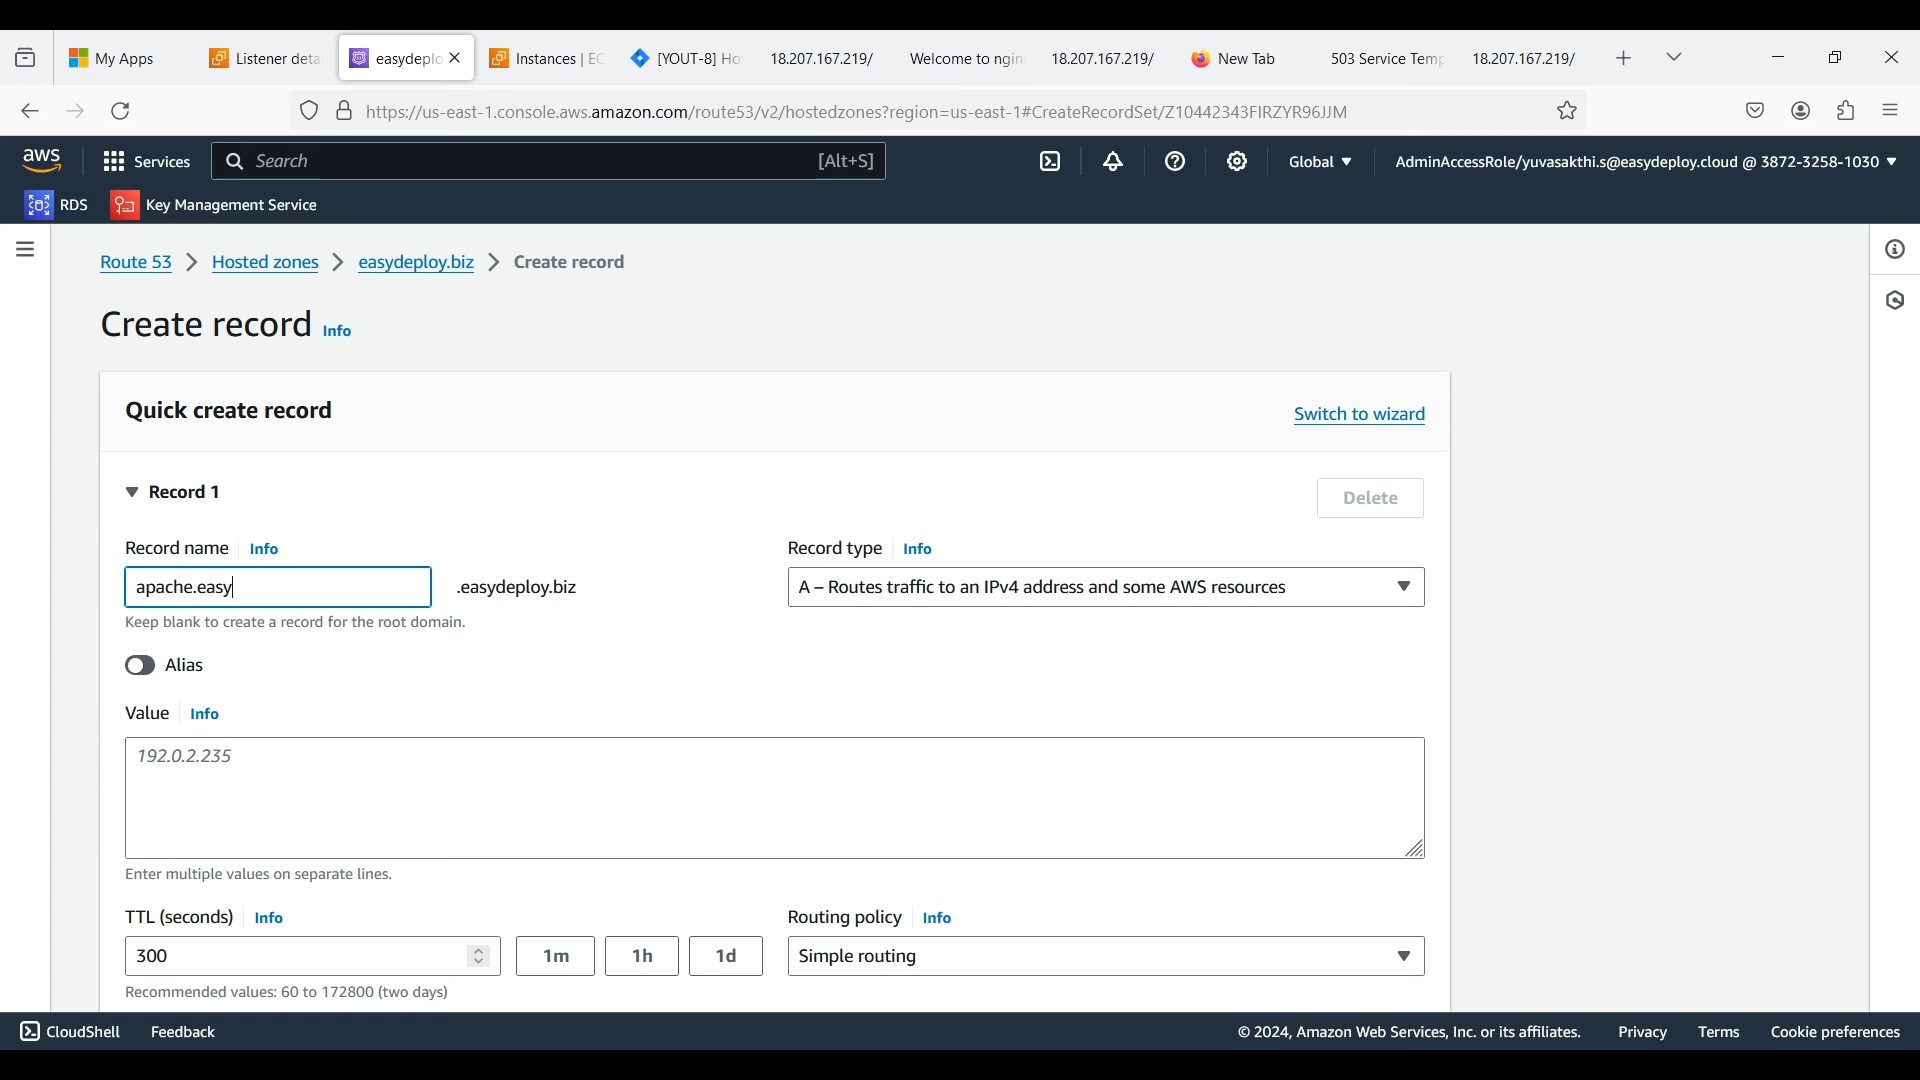 My Apps
Listener deta
easydeplo
Instances | EC
[YOUT-8] Ho
18.207.167.219/
Welcome to ngin
18.207.167.219/
New Tab
503 Service Temp
18.207.167.219/
https://us-east-1.console.aws.amazon.com/route53/v2/hostedzones?region=us-east-1#CreateRecordSet/Z10442343FIRZYR96JJM
aws
Services
Search
[Alt+S]
Global
AdminAccessRole/yuvasakthi.s@easydeploy.cloud @ 3872-3258-1030
RDS
Key Management Service
Route 53
Hosted zones
easydeploy.biz
Create record
Create record Info
Quick create record
Switch to wizard
Record 1
Delete
Record name Info
Record type Info
apache.easy
.easydeploy.biz
A – Routes traffic to an IPv4 address and some AWS resources
Keep blank to create a record for the root domain.
Alias
Value Info
192.0.2.235
Enter multiple values on separate lines.
TTL (seconds) Info
Routing policy Info
300
1m
1h
1d
Simple routing
Recommended values: 60 to 172800 (two days)
CloudShell
Feedback
© 2024, Amazon Web Services, Inc. or its affiliates.
Privacy
Terms
Cookie preferences